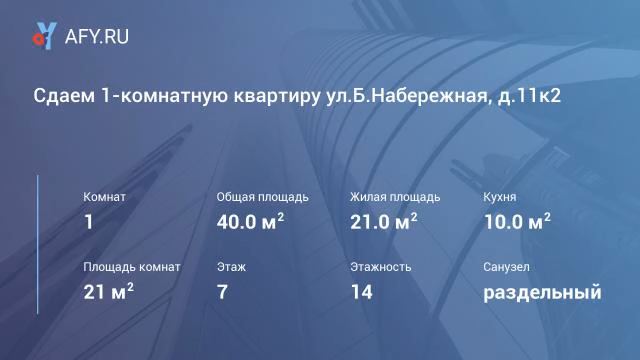 AFY.RU
Сдаем 1-комнатную квартиру ул.Б.Набережная, д.11к2
Комнат
1
Общая площадь
40.0 м²
Жилая площадь
21.0 м²
Кухня
10.0 м²
Площадь комнат
21 м²
Этаж
7
Этажность
14
Санузел
раздельный